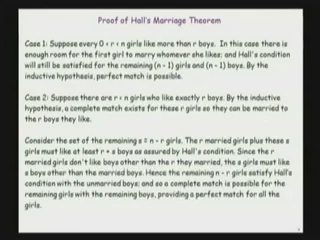 Proof of Hall's Marriage Theorem
Case 1: Suppose every 0 < r < n girls like more than r boys. In this case there is
enough room for the first girl to marry whomever she likes; and Hall's condition
will still be satisfied for the remaining (n - 1) girls and (n - 1) boys. By the
inductive hypothesis, perfect match is possible.
Case 2: Suppose there are r < n girls who like exactly r boys. By the inductive
hypothesis, a complete match exists for these r girls so they can be married to
the r boys they like.
Consider the set of the remaining s = n - r girls. The r married girls plus these s
girls must like at least r + s boys as assured by Hall's condition. Since the r
married girls don't like boys other than the r they married, the s girls must like
s boys other than the married boys. Hence the remaining n - r girls satisfy Hall's
condition with the unmarried boys; and so a complete match is possible for the
remaining girls with the remaining boys, providing a perfect match for all the
girls.